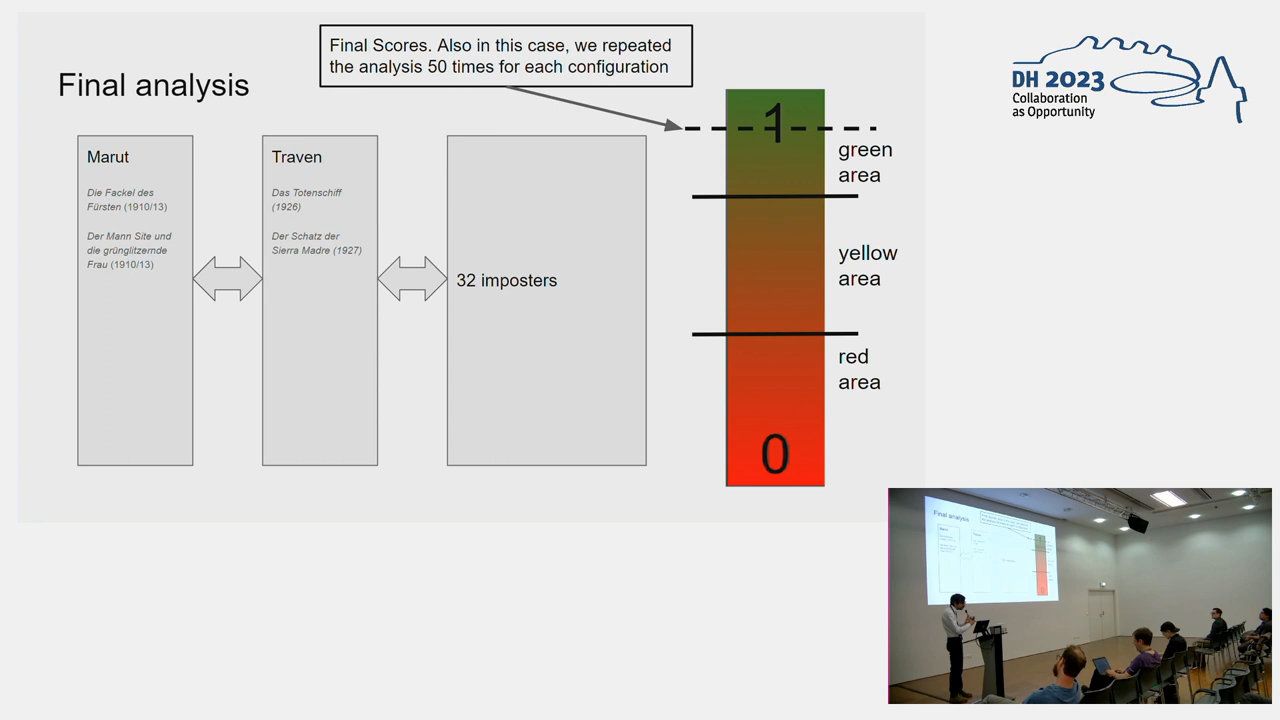 Final Scores. Also in this case, we repeated
the analysis 50 times for each configuration
Final analysis
Marut
Die Fackel des
Fürsten (1910/13)
Der Mann Site und
die grünglitzernde
Frau (1910/13)
Traven
Das Totenschiff
(1926)
Der Schatz der
Sierra Madre (1927)
32 imposters
1
green
area
yellow
area
red
area
0
DH 2023
Collaboration
as Opportunity
Final analysis